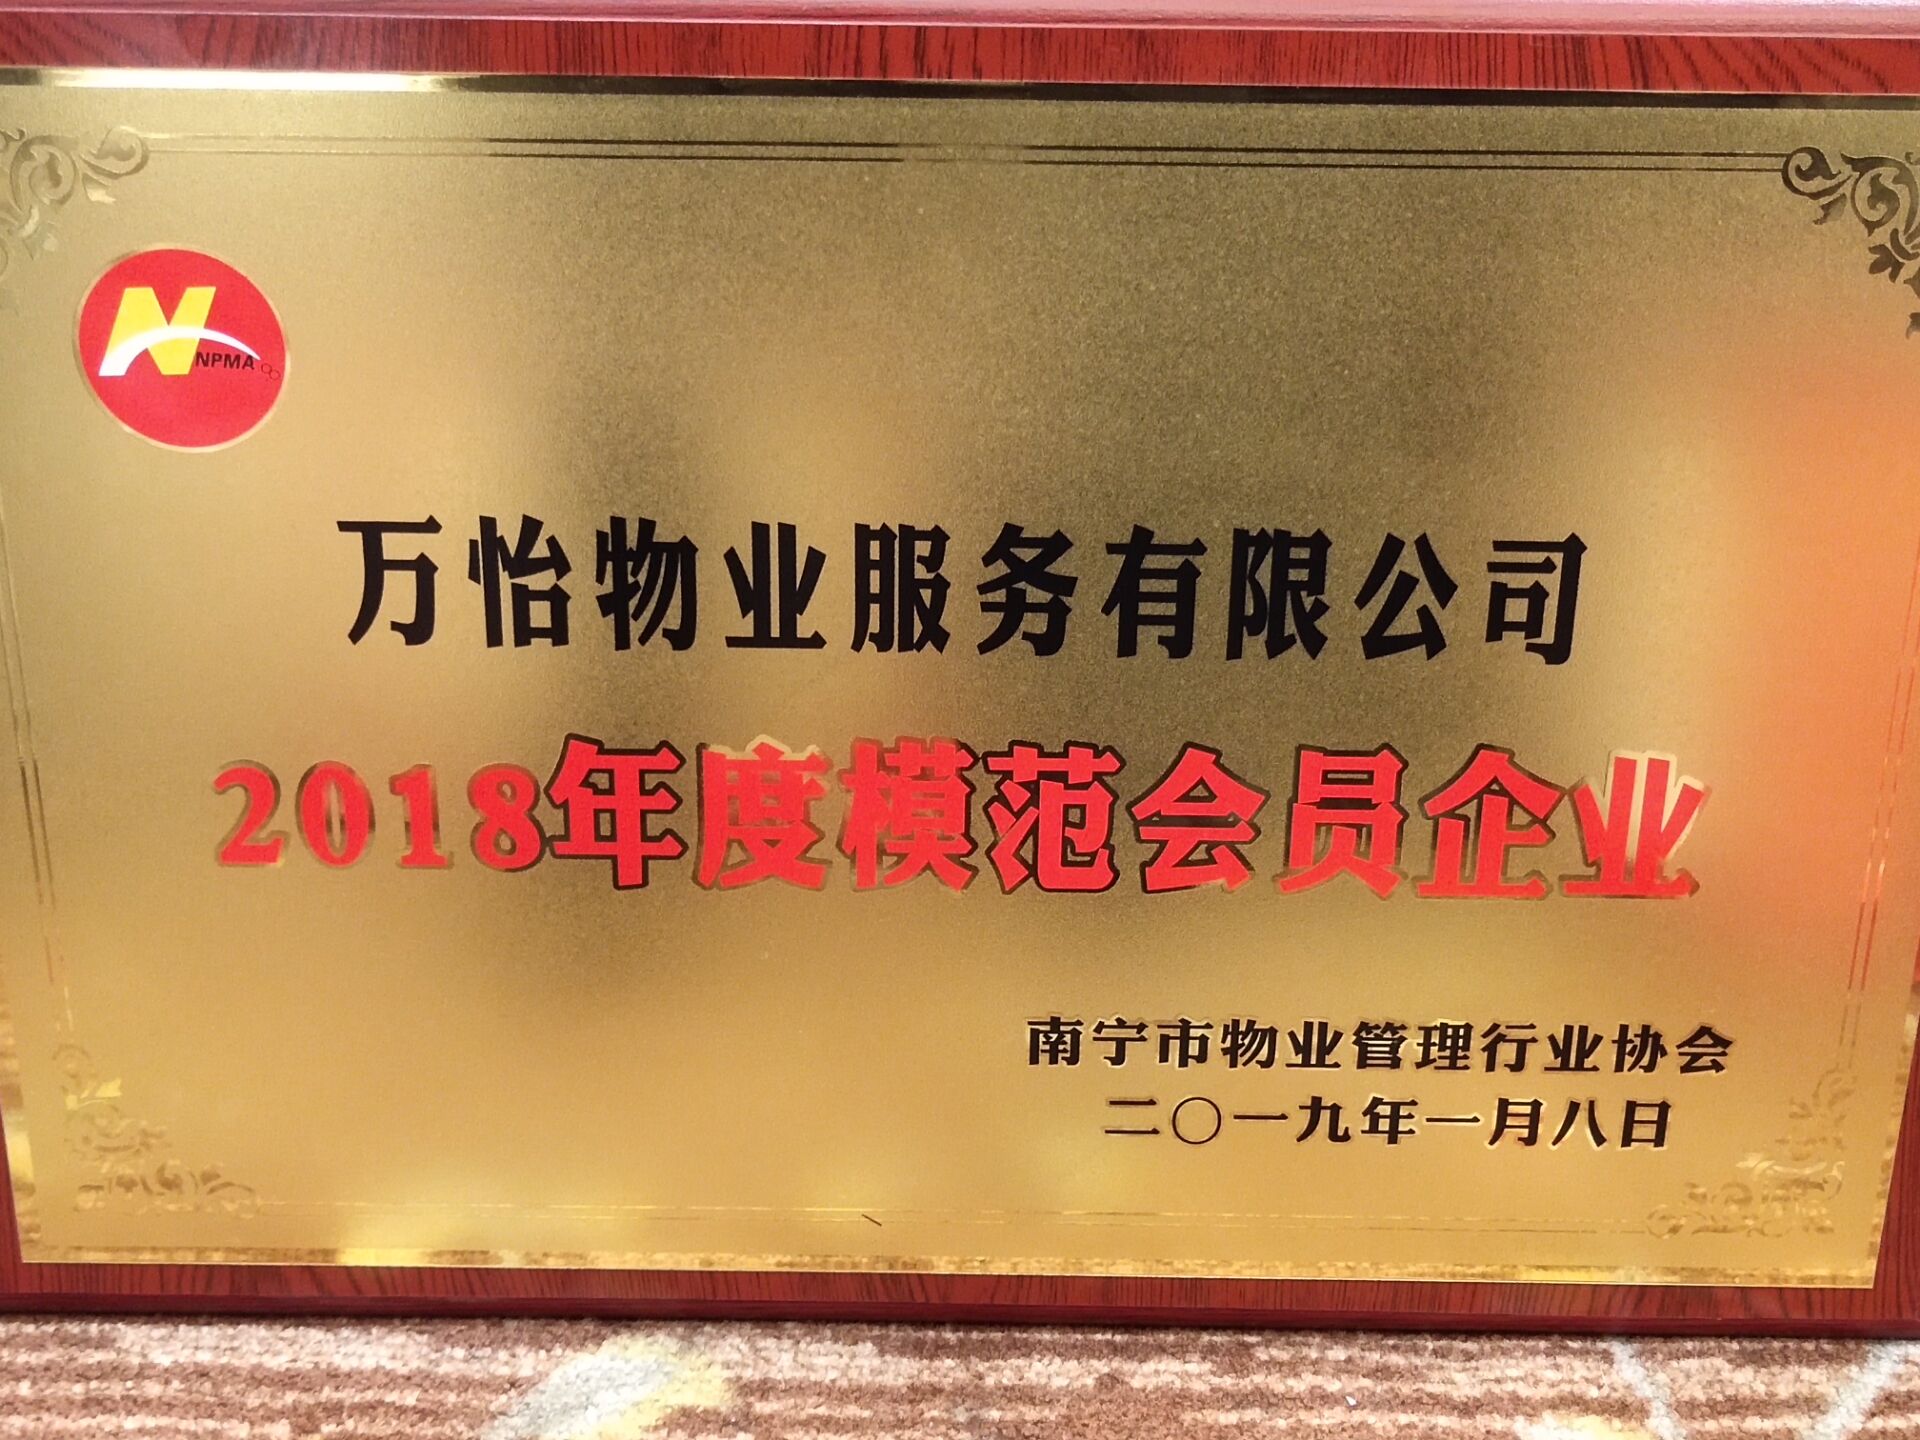 NPMA
万怡物业服务有限公司
2018年度模范会员企业
南宁市物业管理行业协会
二〇一九年一月八日